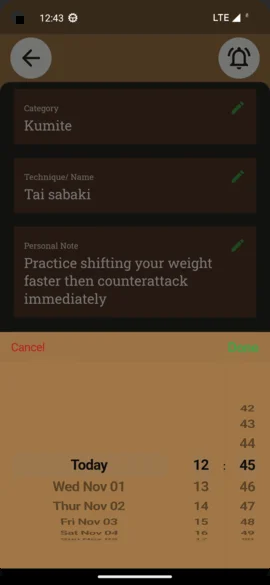 12:43 LTE
Category
Kumite
Technique/ Name
Tai sabaki
Personal Note
Practice shifting your weight
faster then counterattack
immediately
Cancel
42
43
44
Today 12 : 45
Wed Nov 01 13 46
Thur Nov 02 14 47
Fri Nov 03 15 48
Sat Nov 04 16 49